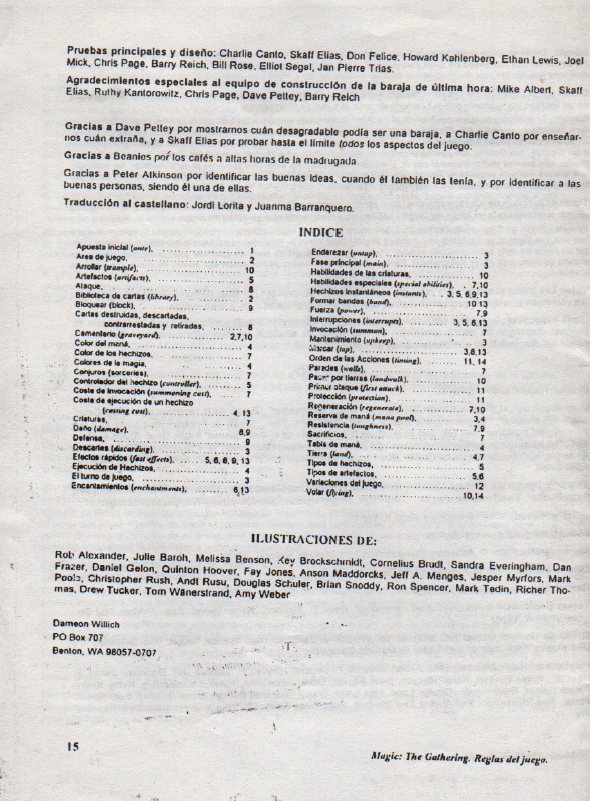 Pruebas principales y diseño: Charlie Canto, Skaff Elias, Don Felice, Howard Kahlenberg, Ethan Lewis, Joel
Mick, Chris Page, Barry Reich, Bill Rose, Elliot Segal, Jan Pierre Trias.
Agradecimientos especiales al equipo de construcción de la baraja de última hora: Mike Albert, Skaff
Elias, Ruthy Kantorowitz, Chris Page, Dave Petley, Barry Reich
Gracias a Dave Petley por mostrarnos cuán desagradable podía ser una baraja, a Charlie Canto por enseñar-
nos cuán extraña, y a Skaff Elias por probar hasta el límite todos los aspectos del juego.
Gracias a Beanies por los cafés a altas horas de la madrugada
Gracias a Peter Atkinson por identificar las buenas ideas, cuando él también las tenía, y por identificar a las
buenas personas, siendo él una de ellas.
Traducción al castellano: Jordi Lorita y Juanma Barranquero.
INDICE
Apuesta inicial (ante), 1
Area de juego, 2
Arrollar (trample), 10
Artefactos (artifacts), 5
Ataque, 8
Biblioteca de cartas (library), 2
Bloquear (block), 9
Cartas destruidas, descartadas,
contrarrestadas y retiradas, 8
Cementerio (graveyard), 2,7,10
Color del maná, 4
Color de los hechizos, 7
Colores de la magia, 4
Conjuros (sorceries), 7
Controlador del hechizo (controller), 5
Coste de invocación (summoning cost), 7
Coste de ejecución de un hechizo
(casting cost), 4, 13
Criaturas, 7
Daño (damage), 8,9
Defensa, 9
Descartes (discarding), 3
Efectos rápidos (fast effects), 5, 6, 8, 9, 13
Ejecución de Hechizos, 4
El turno de juego, 3
Encantamientos (enchantments), 6,13
Enderezar (untap), 3
Fase principal (main), 3
Habilidades de las criaturas, 10
Habilidades especiales (special abilities), 7,10
Hechizos instantáneos (instants), 3, 5, 6,9,13
Formar bandas (band), 10 13
Fuerza (power), 7,9
Interrupciones (interrupts), 3, 5, 6,13
Invocación (summon), 7
Mantenimiento (upkeep), 3
Marcar (tap), 3,8,13
Orden de las Acciones (timing), 11, 14
Paredes (walls), 7
Pasar por tierras (landwalk), 10
Primer ataque (first attack), 11
Protección (protection), 11
Regeneración (regenerate), 7,10
Reserva de maná (mana pool), 3,4
Resistencia (toughness), 7,9
Sacrificios, 7
Tabla de maná, 4
Tierra (land), 4,7
Tipos de hechizos, 5
Tipos de artefactos, 5,6
Variaciones del juego, 12
Volar (flying), 10,14
ILUSTRACIONES DE:
Rob Alexander, Julie Baroh, Melissa Benson, Key Brockschmidt, Cornelius Brudi, Sandra Everingham, Dan
Frazer, Daniel Gelon, Quinton Hoover, Fay Jones, Anson Maddorcks, Jeff A. Menges, Jesper Myrfors, Mark
Poole, Christopher Rush, Andi Rusu, Douglas Schuler, Brian Snoddy, Ron Spencer, Mark Tedin, Richer Tho-
mas, Drew Tucker, Tom Wänerstrand, Amy Weber
Dameon Willich
PO Box 707
Benton, WA 98057-0707
15
Magic: The Gathering. Reglas del juego.